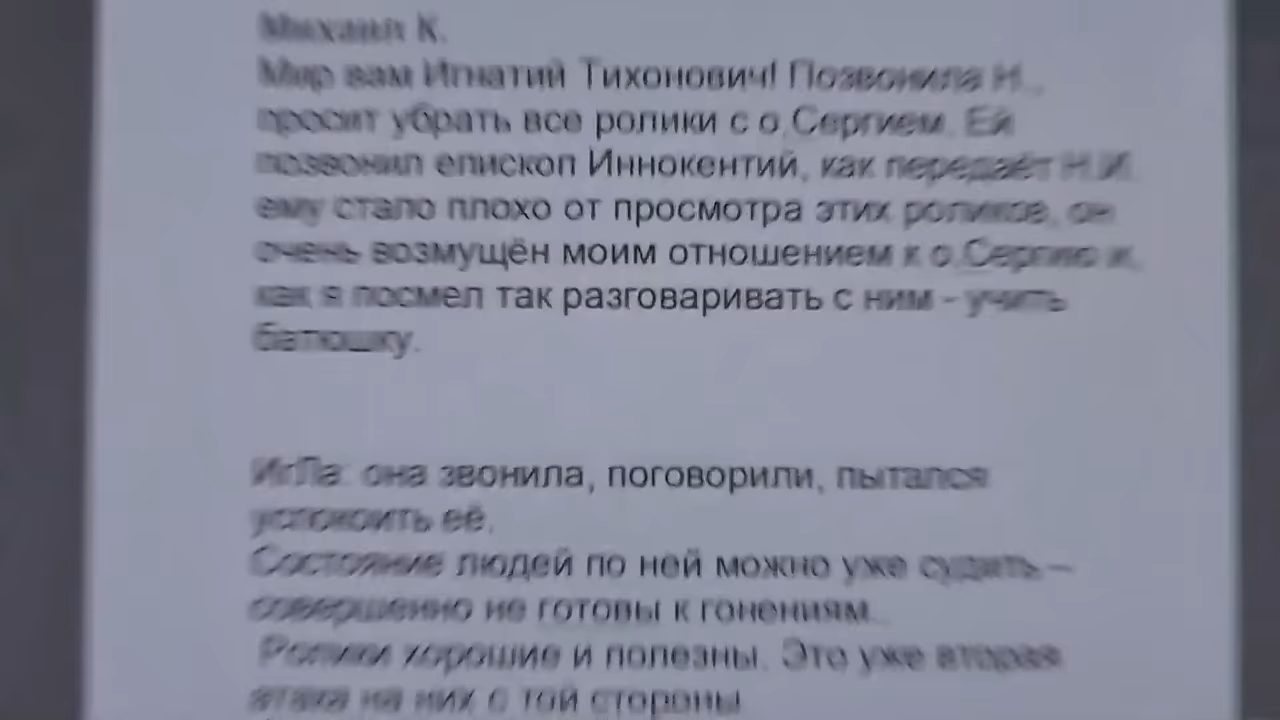 Михаил К.
Мир вам Игнатий Тихонович! Позвонила Н.,
просит убрать все ролики с о.Сергием. Ей
позвонил епископ Иннокентий, как передаёт Н.И.
ему стало плохо от просмотра этих роликов, он
очень возмущён моим отношением к о.Сергию и,
как я посмел так разговаривать с ним - учить
батюшку.
ИгЛа: она звонила, поговорили, пытался
успокоить её.
Состояние людей по ней можно уже судить –
совершенно не готовы к гонениям.
Ролики хорошие и полезны. Это уже вторая
атака на них с той стороны